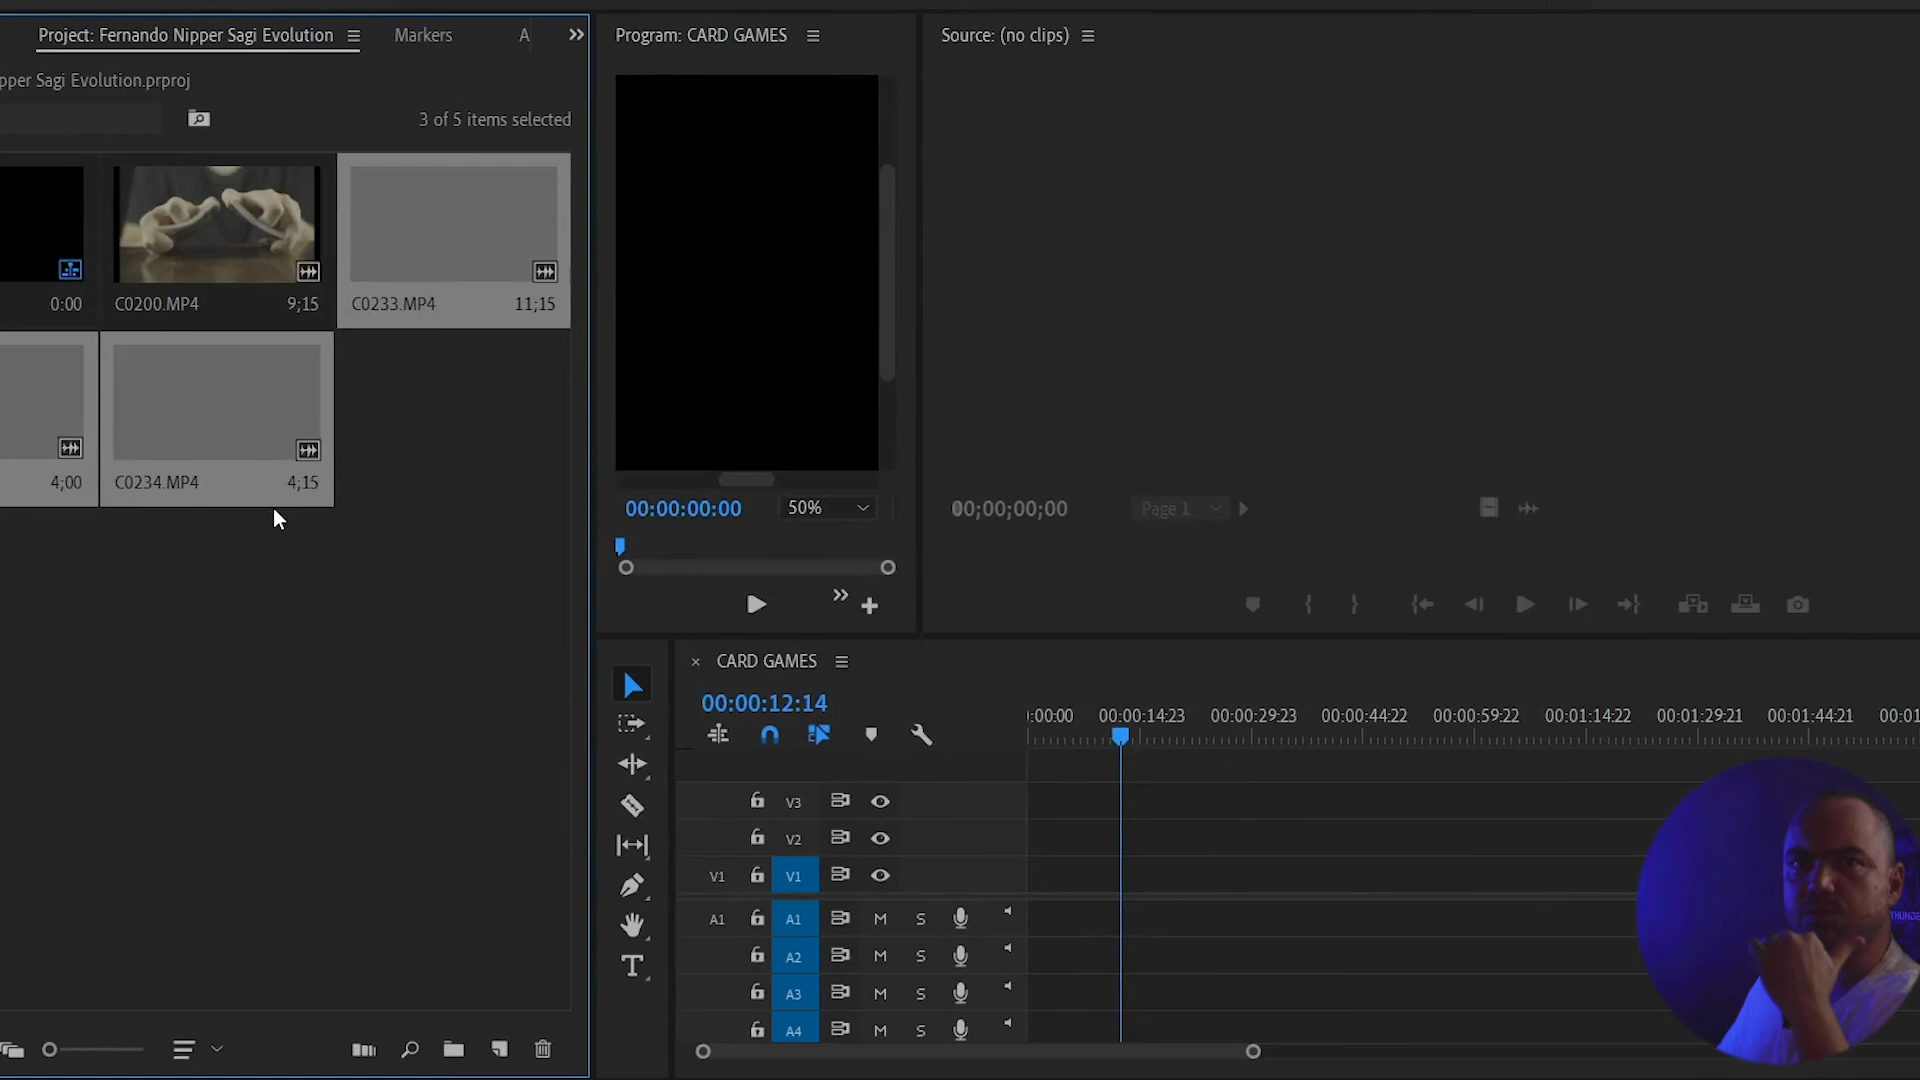 Project: Fernando Nipper Sagi Evolution
Markers
A
pper Sagi Evolution.prproj
3 of 5 items selected
0:00
C0200.MP4
9;15
C0233.MP4
11;15
4;00
C0234.MP4
4;15
Program: CARD GAMES
00:00:00:00
50%
Source: (no clips)
00;00;00;00
Page 1
× CARD GAMES
00:00:12:14
:00:00
00:00:14:23
00:00:29:23
00:00:44:22
00:00:59:22
00:01:14:22
00:01:29:21
00:01:44:21
00:01
V3
V2
V1 V1
A1 A1 M S
A2 M S
A3 M S
A4 M S